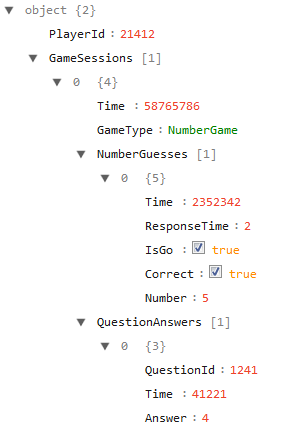 object {2}
PlayerId : 21412
GameSessions [1]
0 {4}
Time : 58765786
GameType : NumberGame
NumberGuesses [1]
0 {5}
Time : 2352342
ResponseTime : 2
IsGo : true
Correct : true
Number : 5
QuestionAnswers [1]
0 {3}
QuestionId : 1241
Time : 41221
Answer : 4